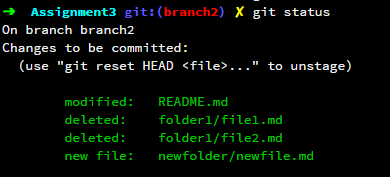 ➜ Assignment3 git:(branch2) ✗ git status
On branch branch2
Changes to be committed:
  (use "git reset HEAD <file>..." to unstage)

        modified:   README.md
        deleted:    folder1/file1.md
        deleted:    folder1/file2.md
        new file:   newfolder/newfile.md